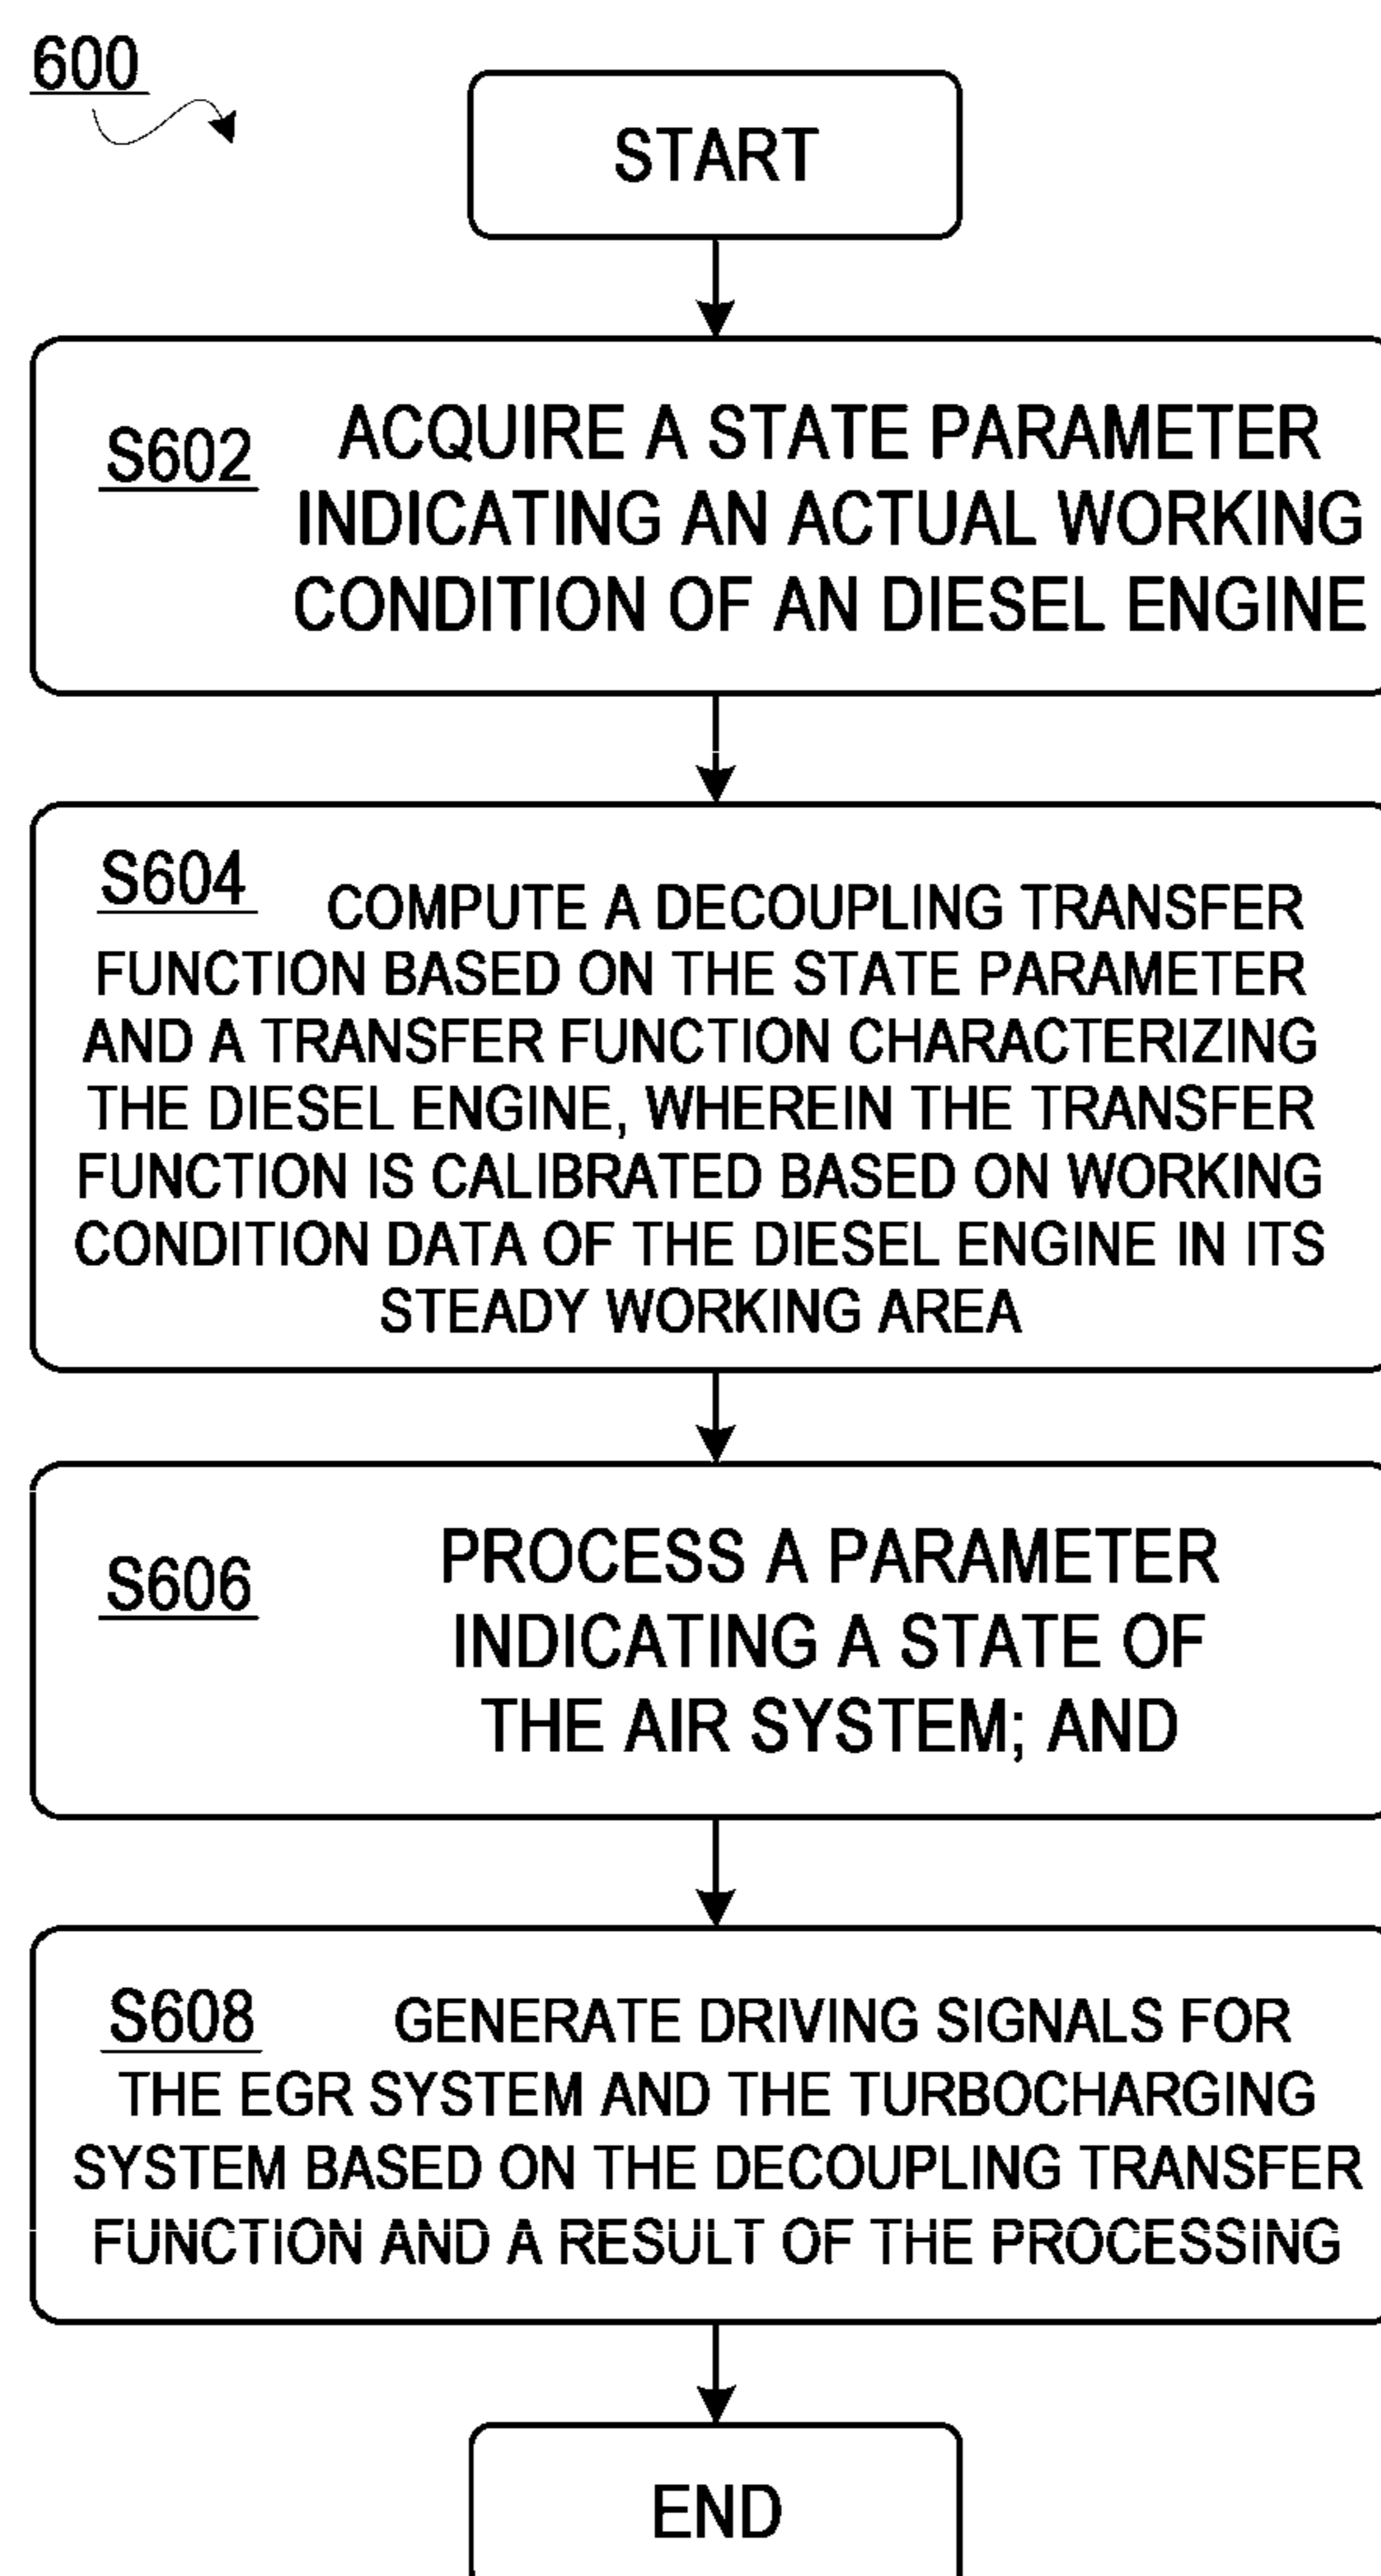 600
START
S602
ACQUIRE A STATE PARAMETER
INDICATING AN ACTUAL WORKING
CONDITION OF AN DIESEL ENGINE
S604
COMPUTE A DECOUPLING TRANSFER
FUNCTION BASED ON THE STATE PARAMETER
AND A TRANSFER FUNCTION CHARACTERIZING
THE DIESEL ENGINE, WHEREIN THE TRANSFER
FUNCTION IS CALIBRATED BASED ON WORKING
CONDITION DATA OF THE DIESEL ENGINE IN ITS
STEADY WORKING AREA
S606
PROCESS A PARAMETER
INDICATING A STATE OF
THE AIR SYSTEM; AND
S608
GENERATE DRIVING SIGNALS FOR
THE EGR SYSTEM AND THE TURBOCHARGING
SYSTEM BASED ON THE DECOUPLING TRANSFER
FUNCTION AND A RESULT OF THE PROCESSING
END